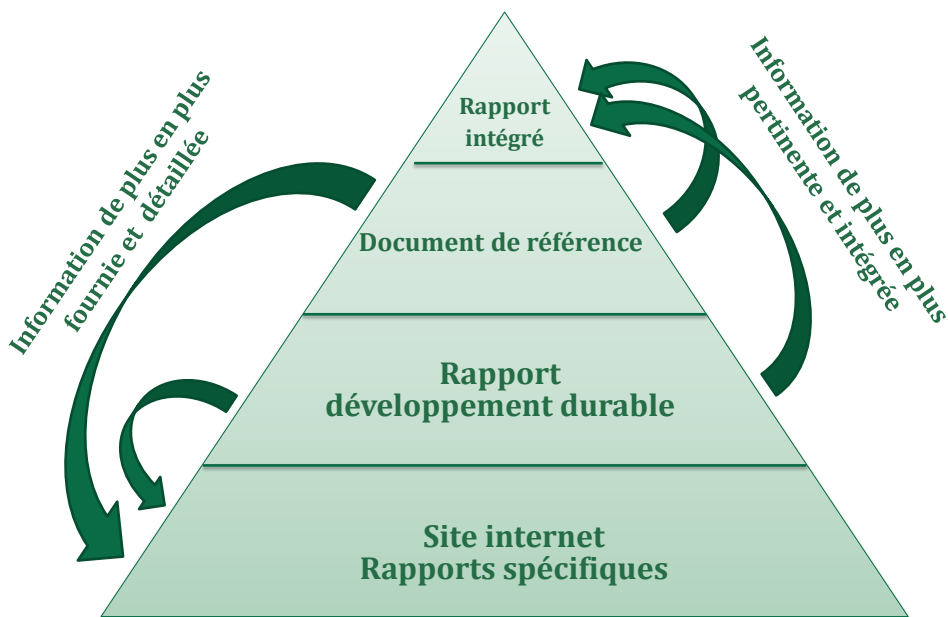 Information de plus en plus
fournie et détaillée
Information de plus en plus
pertinente et intégrée
Rapport
intégré
Document de référence
Rapport
développement durable
Site internet
Rapports spécifiques